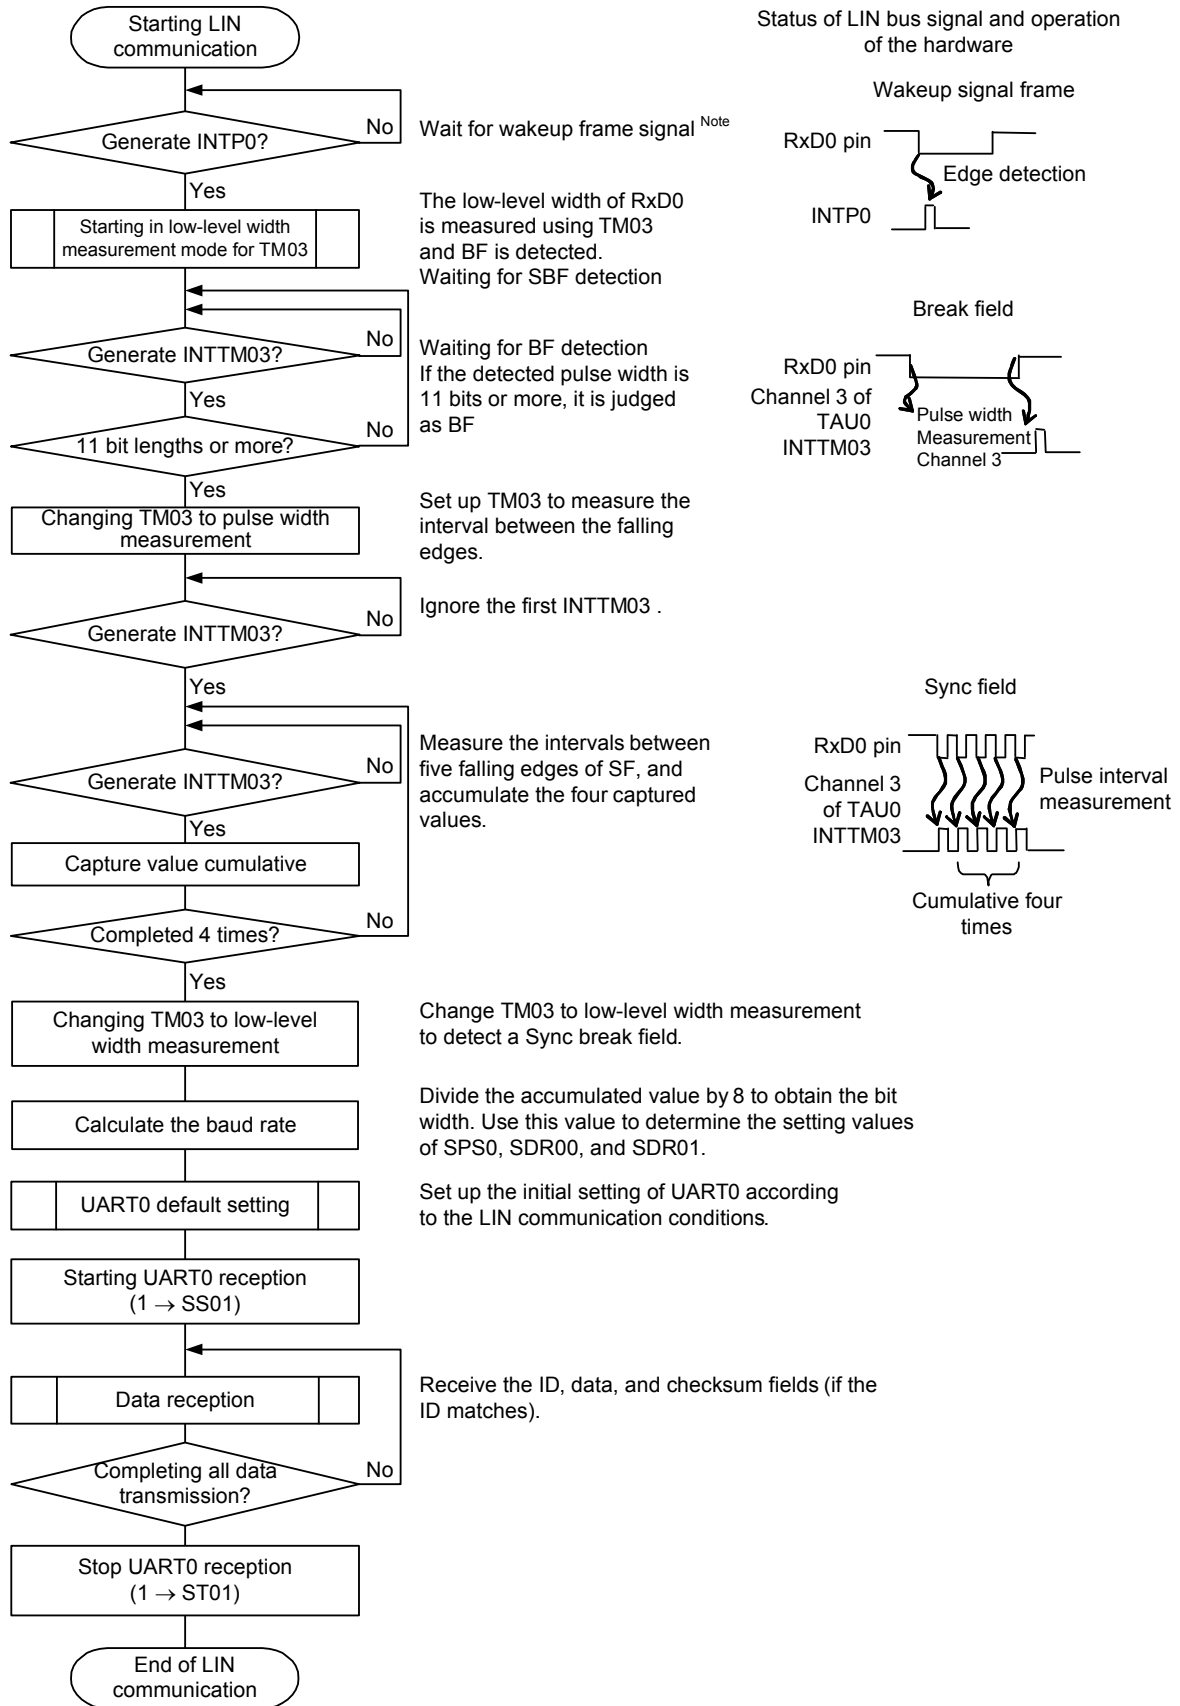 Starting LIN
communication
Status of LIN bus signal and operation
of the hardware
Wakeup signal frame
Generate INTP0?
No
Yes
Wait for wakeup frame signal Note
RxD0 pin
Edge detection
INTP0
Starting in low-level width
measurement mode for TM03
The low-level width of RxD0
is measured using TM03
and BF is detected.
Waiting for SBF detection
Break field
Generate INTTM03?
No
Yes
11 bit lengths or more?
No
Yes
Waiting for BF detection
If the detected pulse width is
11 bits or more, it is judged
as BF
RxD0 pin
Channel 3 of
TAU0
INTTM03
Pulse width
Measurement
Channel 3
Changing TM03 to pulse width
measurement
Set up TM03 to measure the
interval between the falling
edges.
Generate INTTM03?
No
Yes
Ignore the first INTTM03 .
Sync field
Generate INTTM03?
No
Yes
Measure the intervals between
five falling edges of SF, and
accumulate the four captured
values.
RxD0 pin
Channel 3
of TAU0
INTTM03
Pulse interval
measurement
Cumulative four
times
Capture value cumulative
Completed 4 times?
No
Yes
Changing TM03 to low-level
width measurement
Change TM03 to low-level width measurement
to detect a Sync break field.
Calculate the baud rate
Divide the accumulated value by 8 to obtain the bit
width. Use this value to determine the setting values
of SPS0, SDR00, and SDR01.
UART0 default setting
Set up the initial setting of UART0 according
to the LIN communication conditions.
Starting UART0 reception
(1 → SS01)
Data reception
Receive the ID, data, and checksum fields (if the
ID matches).
Completing all data
transmission?
No
Stop UART0 reception
(1 → ST01)
End of LIN
communication